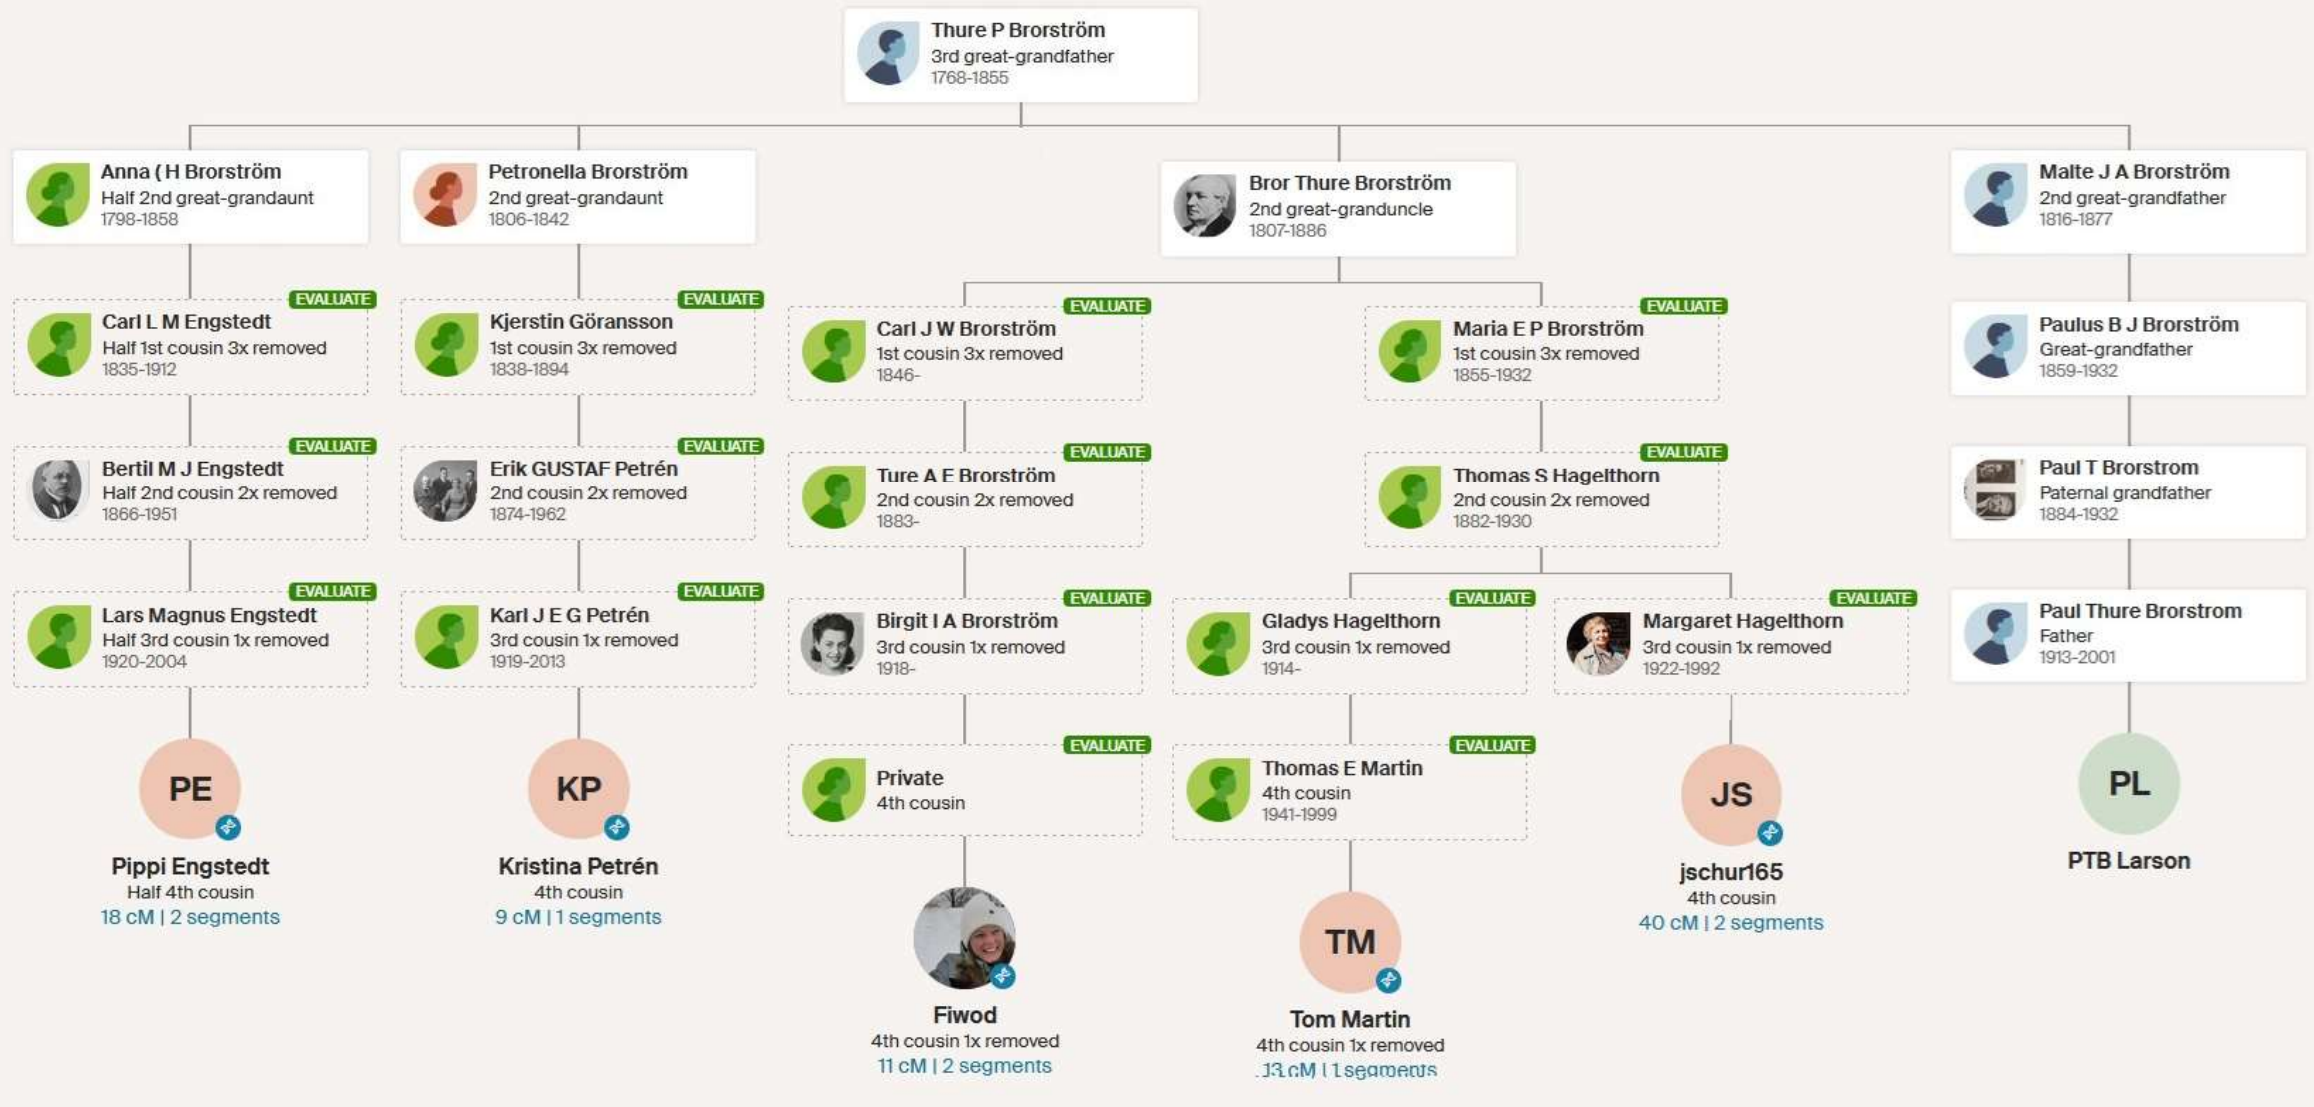 Thure P Brorström
3rd great-grandfather
1768-1855
Anna ( H Brorström
Half 2nd great-grandaunt
1798-1858
Petronella Brorström
2nd great-grandaunt
1806-1842
Bror Thure Brorström
2nd great-granduncle
1807-1886
Malte J A Brorström
2nd great-grandfather
1816-1877
EVALUATE
Carl L M Engstedt
Half 1st cousin 3x removed
1835-1912
EVALUATE
Kjerstin Göransson
1st cousin 3x removed
1838-1894
EVALUATE
Carl J W Brorström
1st cousin 3x removed
1846-
EVALUATE
Maria E P Brorström
1st cousin 3x removed
1855-1932
Paulus B J Brorström
Great-grandfather
1859-1932
EVALUATE
Bertil M J Engstedt
Half 2nd cousin 2x removed
1866-1951
EVALUATE
Erik GUSTAF Petrén
2nd cousin 2x removed
1874-1962
EVALUATE
Ture A E Brorström
2nd cousin 2x removed
1883-
EVALUATE
Thomas S Hagelthorn
2nd cousin 2x removed
1882-1930
Paul T Brorstrom
Paternal grandfather
1884-1932
EVALUATE
Lars Magnus Engstedt
Half 3rd cousin 1x removed
1920-2004
EVALUATE
Karl J E G Petrén
3rd cousin 1x removed
1919-2013
EVALUATE
Birgit I A Brorström
3rd cousin 1x removed
1918-
EVALUATE
Gladys Hagelthorn
3rd cousin 1x removed
1914-
EVALUATE
Margaret Hagelthorn
3rd cousin 1x removed
1922-1992
Paul Thure Brorstrom
Father
1913-2001
PE
Pippi Engstedt
Half 4th cousin
18 cM | 2 segments
KP
Kristina Petrén
4th cousin
9 cM | 1 segments
EVALUATE
Private
4th cousin
EVALUATE
Thomas E Martin
4th cousin
1941-1999
JS
jschur165
4th cousin
40 cM | 2 segments
PL
PTB Larson
Fiwod
4th cousin 1x removed
11 cM | 2 segments
TM
Tom Martin
4th cousin 1x removed
13 cM | 1 segments